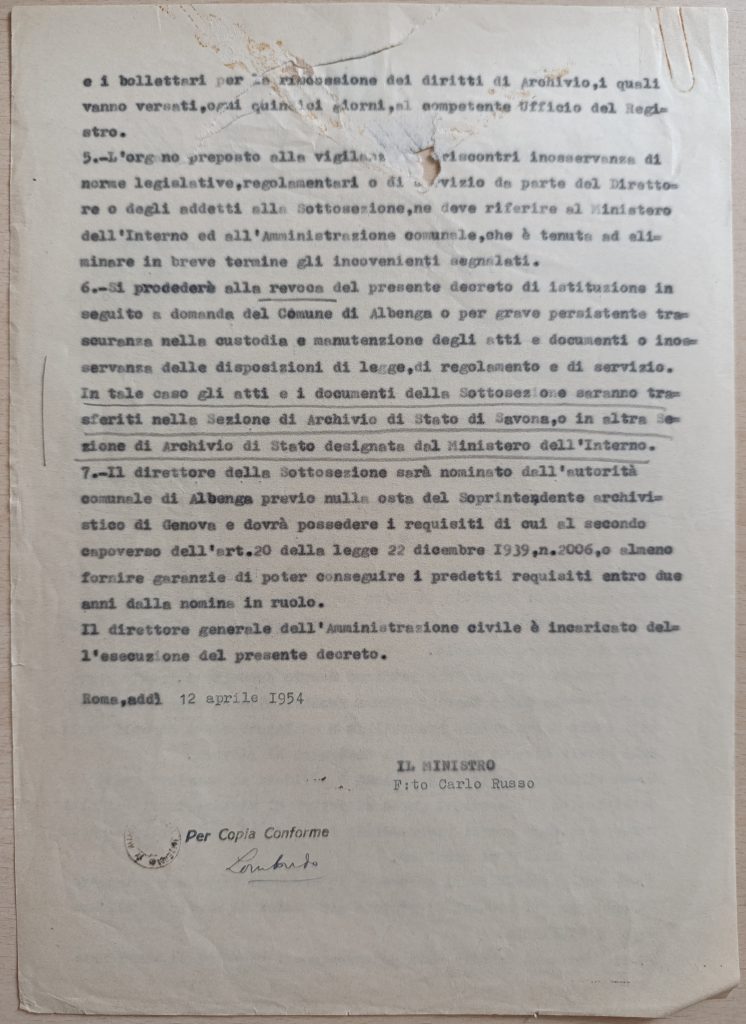 e i bollettari per la riscossione dei diritti di Archivio,i quali
vanno versati,ogni quindici giorni,al competente Ufficio del Regi=
stro.
5.-L'organo preposto alla vigilanza riscontri inosservanza di
norme legislative,regolamentari o di servizio da parte del Diretto=
re o degli addetti alla Sottosezione,ne deve riferire al Ministero
dell'Interno ed all'Amministrazione comunale,che è tenuta ad eli=
minare in breve termine gli incovenienti segnalati.
6.-Si procederà alla revoca del presente decreto di istituzione in
seguito a domanda del Comune di Albenga o per grave persistente tra=
scuranza nella custodia e manutenzione degli atti e documenti o inos=
servanza delle disposizioni di legge,di regolamento e di servizio.
In tale caso gli atti e i documenti della Sottosezione saranno tra=
sferiti nella Sezione di Archivio di Stato di Savona,o in altra Se=
zione di Archivio di Stato designata dal Ministero dell'Interno.
7.-Il direttore della Sottosezione sarà nominato dall'autorità
comunale di Albenga previo nulla osta del Soprintendente archivi=
stico di Genova e dovrà possedere i requisiti di cui al secondo
capoverso dell'art.20 della legge 22 dicembre I939,n.2006,o almeno
fornire garanzie di poter conseguire i predetti requisiti entro due
anni dalla nomina in ruolo.
Il direttore generale dell'Amministrazione civile è incaricato del=
l'esecuzione del presente decreto.
Roma,addì 12 aprile I954
IL MINISTRO
F:to Carlo Russo
Per Copia Conforme
Lombardo